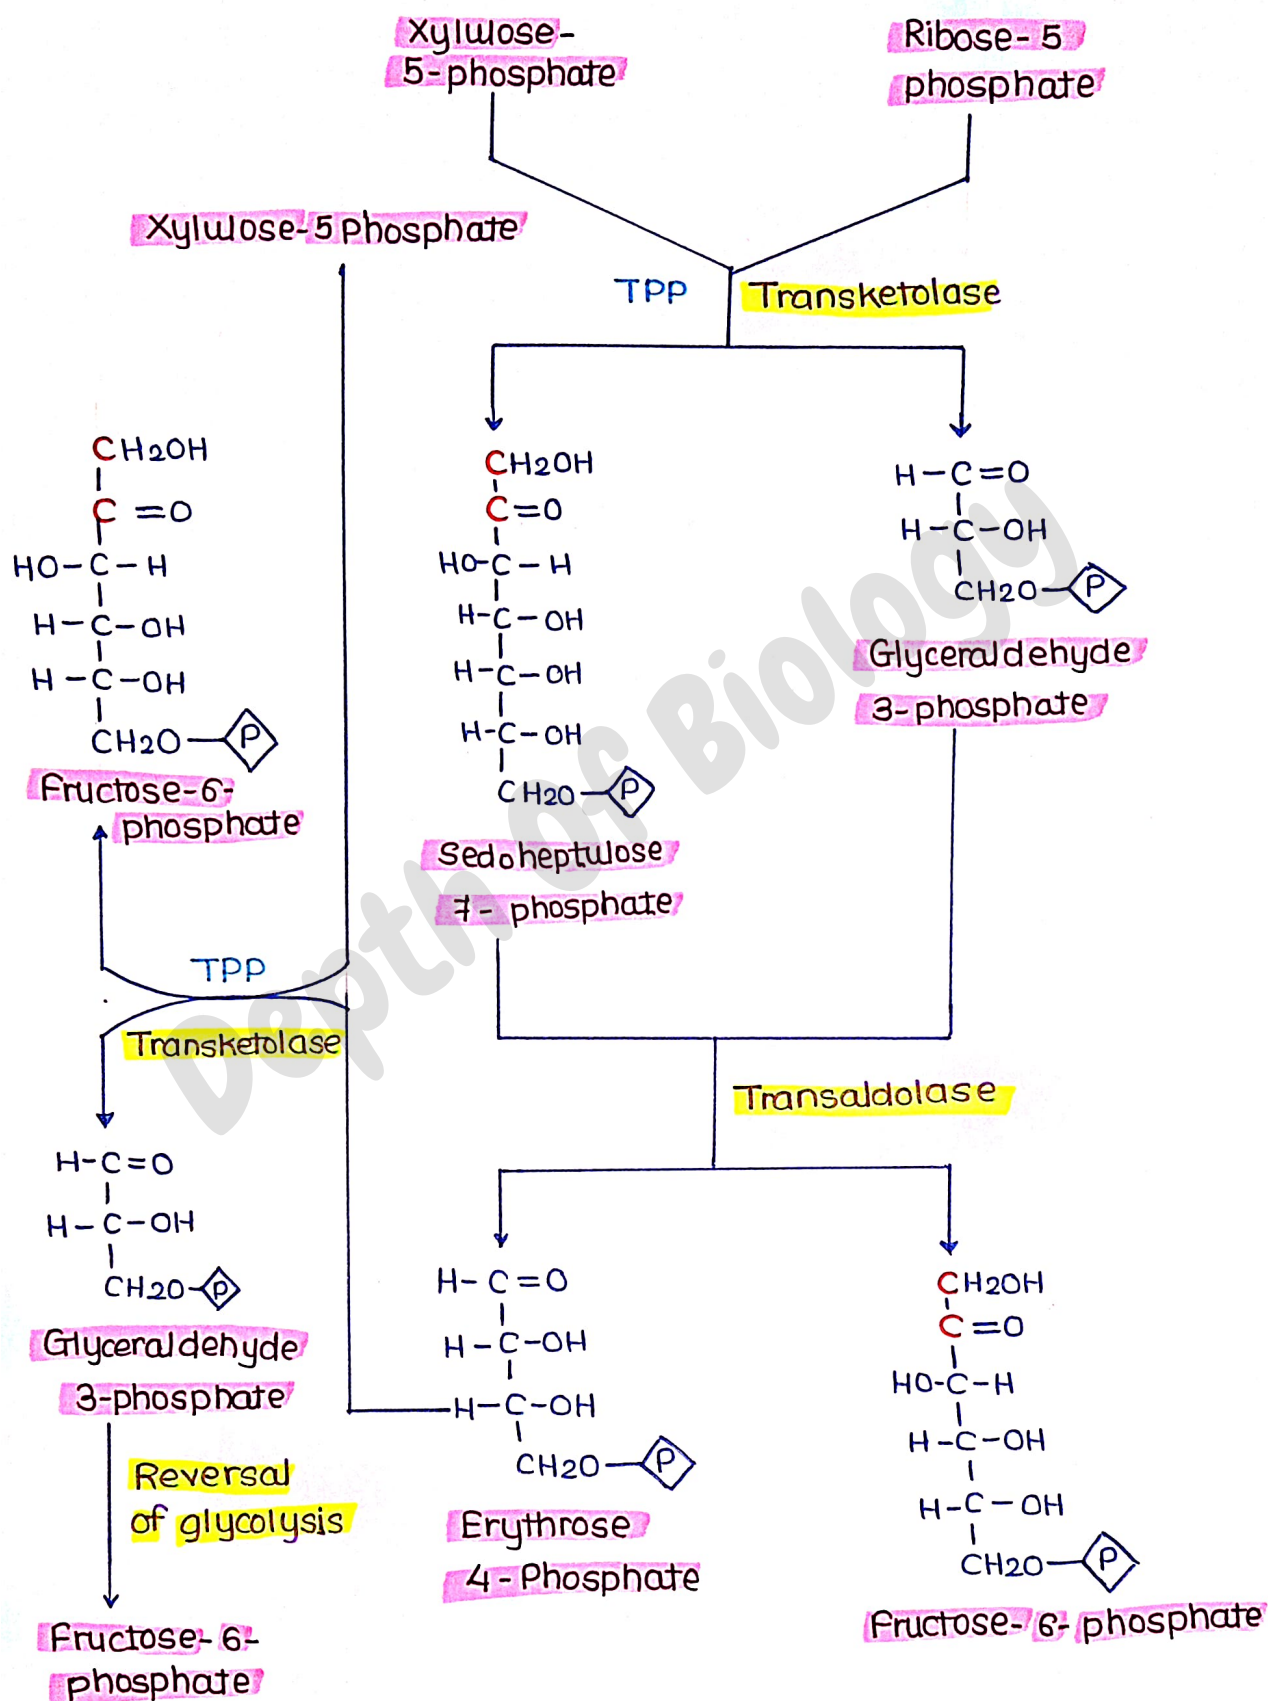 Xylulose-
5-phosphate
Ribose-5
phosphate
Xylulose-5 Phosphate
TPP
Transketolase
CH2OH
C=O
HO-C-H
H-C-OH
H-C-OH
CH2O-P
Fructose-6-
phosphate
CH2OH
C=O
HO-C-H
H-C-OH
H-C-OH
H-C-OH
CH2O-P
Sedoheptulose
7-phosphate
H-C=O
H-C-OH
CH2O-P
Glyceraldehyde
3-phosphate
TPP
Transketolase
Transaldolase
H-C=O
H-C-OH
CH2O-P
Glyceraldehyde
3-phosphate
Reversal
of glycolysis
Fructose-6-
phosphate
H-C=O
H-C-OH
H-C-OH
CH2O-P
Erythrose
4-Phosphate
CH2OH
C=O
HO-C-H
H-C-OH
H-C-OH
CH2O-P
Fructose-6-phosphate
Depth Of Biology